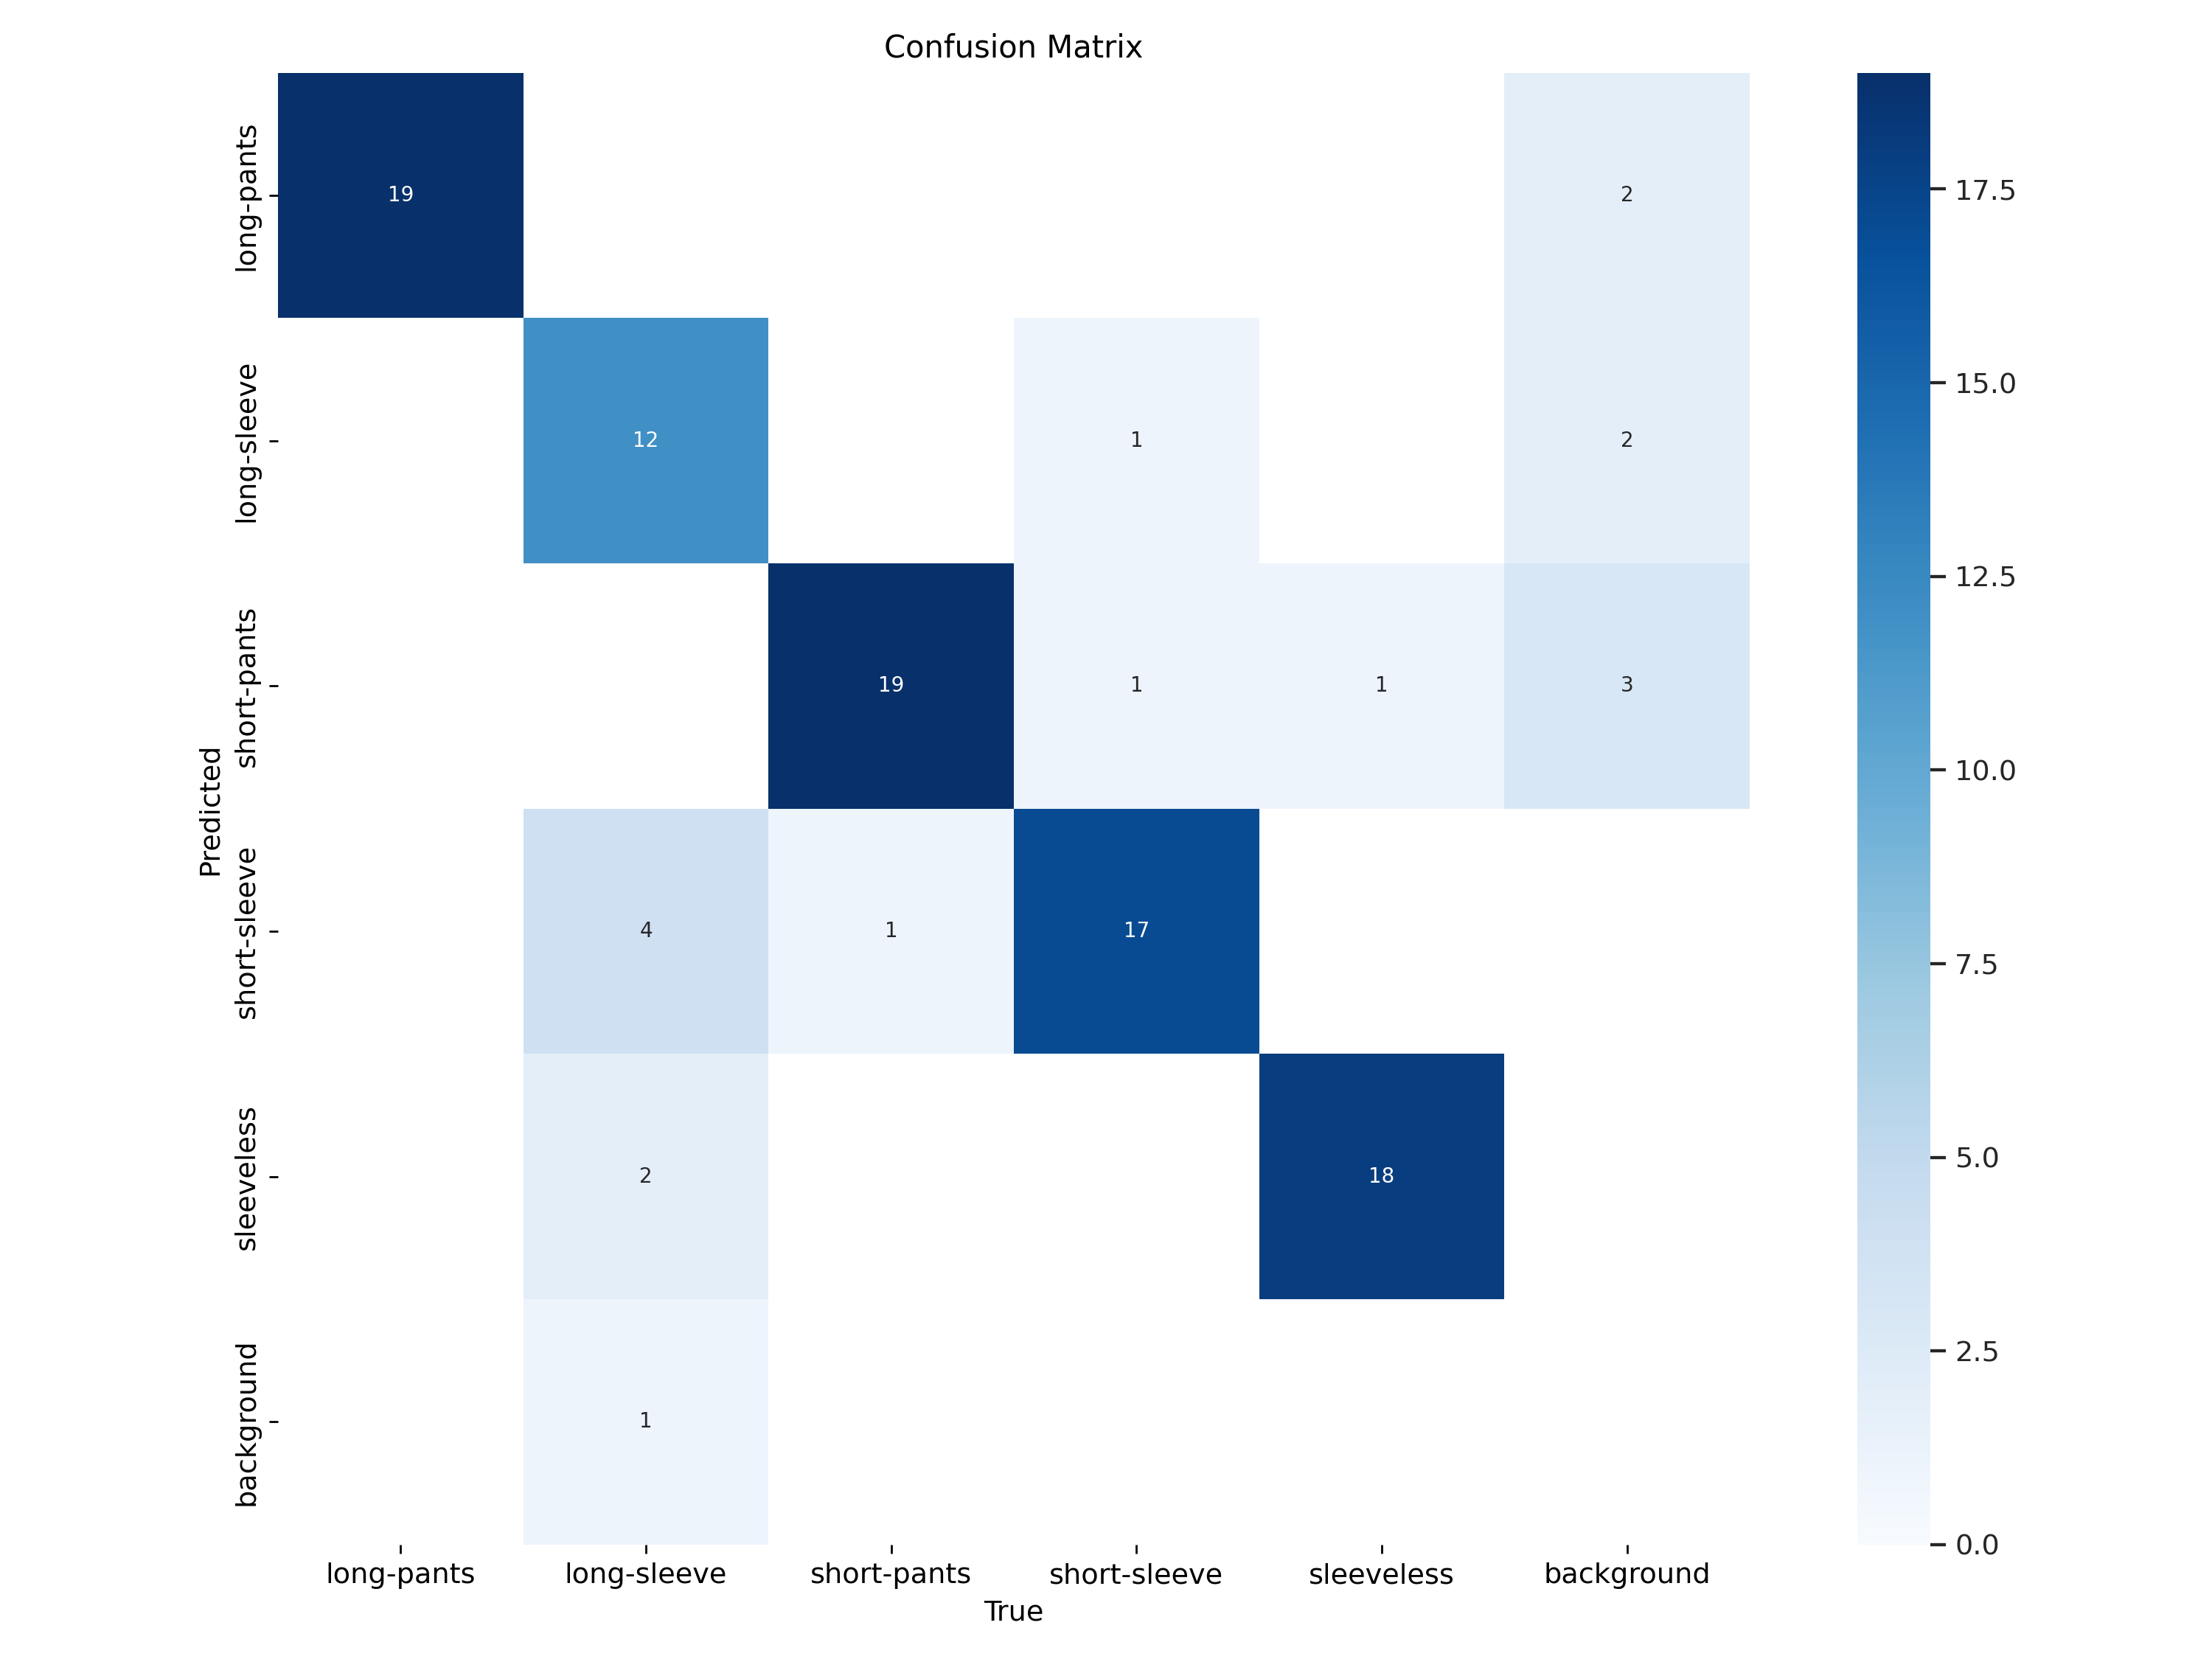 Confusion Matrix
long-pants
long-sleeve
short-pants
short-sleeve
sleeveless
background
Predicted
19
2
12
1
2
19
1
1
3
4
1
17
2
18
1
long-pants
long-sleeve
short-pants
short-sleeve
sleeveless
background
True
17.5
15.0
12.5
10.0
7.5
5.0
2.5
0.0